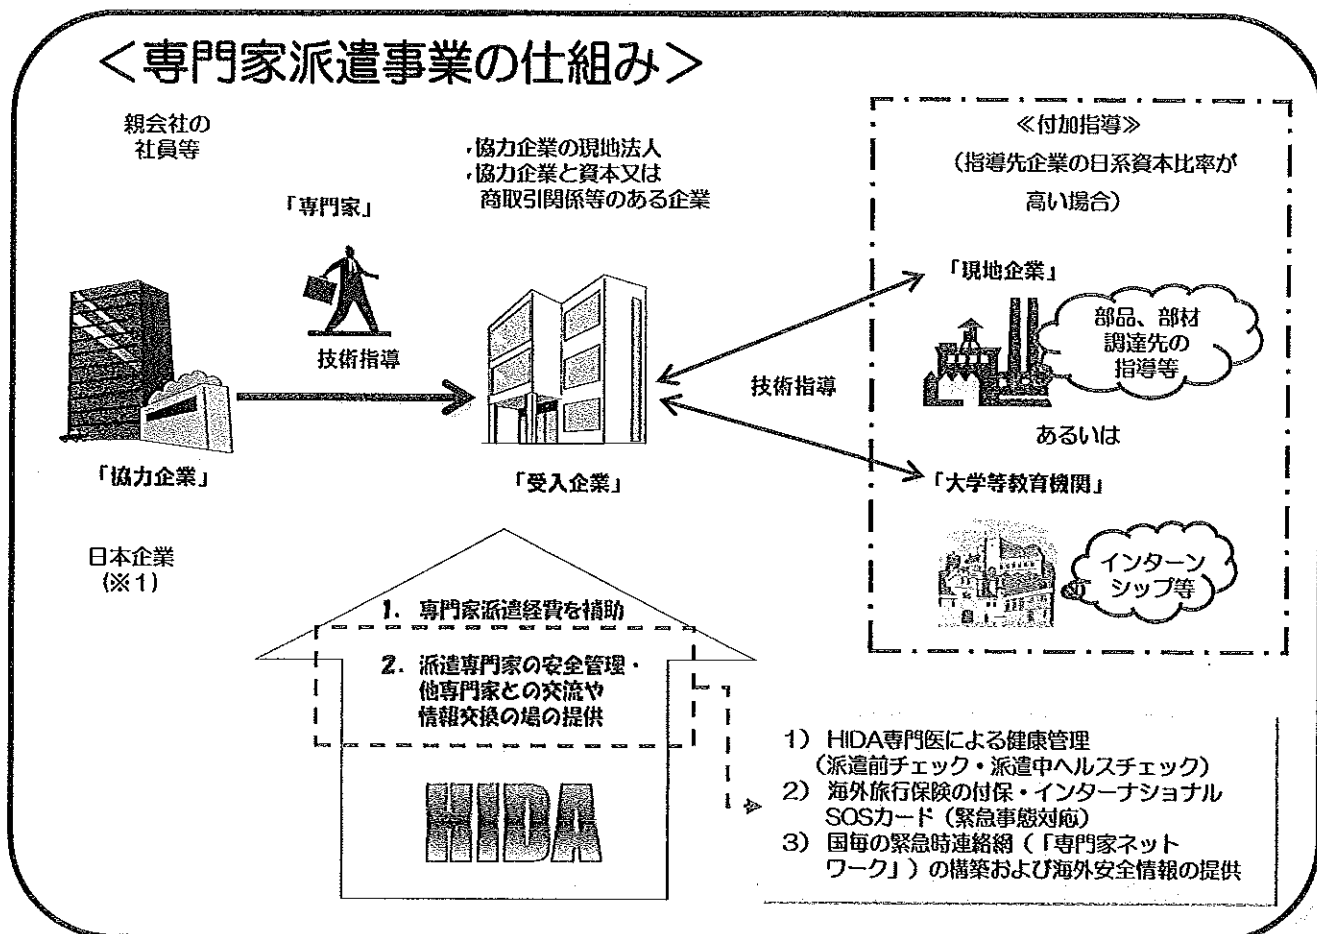 ＜専門家派遣事業の仕組み＞
親会社の
社員等
「専門家」
技術指導
・協力企業の現地法人
・協力企業と資本又は
商取引関係等のある企業
「協力企業」
日本企業
(※１)
「受入企業」
技術指導
≪付加指導≫
（指導先企業の日系資本比率が
高い場合）
「現地企業」
部品、部材
調達先の
指導等
あるいは
「大学等教育機関」
インターン
シップ等
1. 専門家派遣経費を補助
2. 派遣専門家の安全管理・
他専門家との交流や
情報交換の場の提供
HIDA
1） HIDA専門医による健康管理
（派遣前チェック・派遣中ヘルスチェック）
2） 海外旅行保険の付保・インターナショナル
SOSカード（緊急事態対応）
3） 国毎の緊急時連絡網（「専門家ネット
ワーク」）の構築および海外安全情報の提供